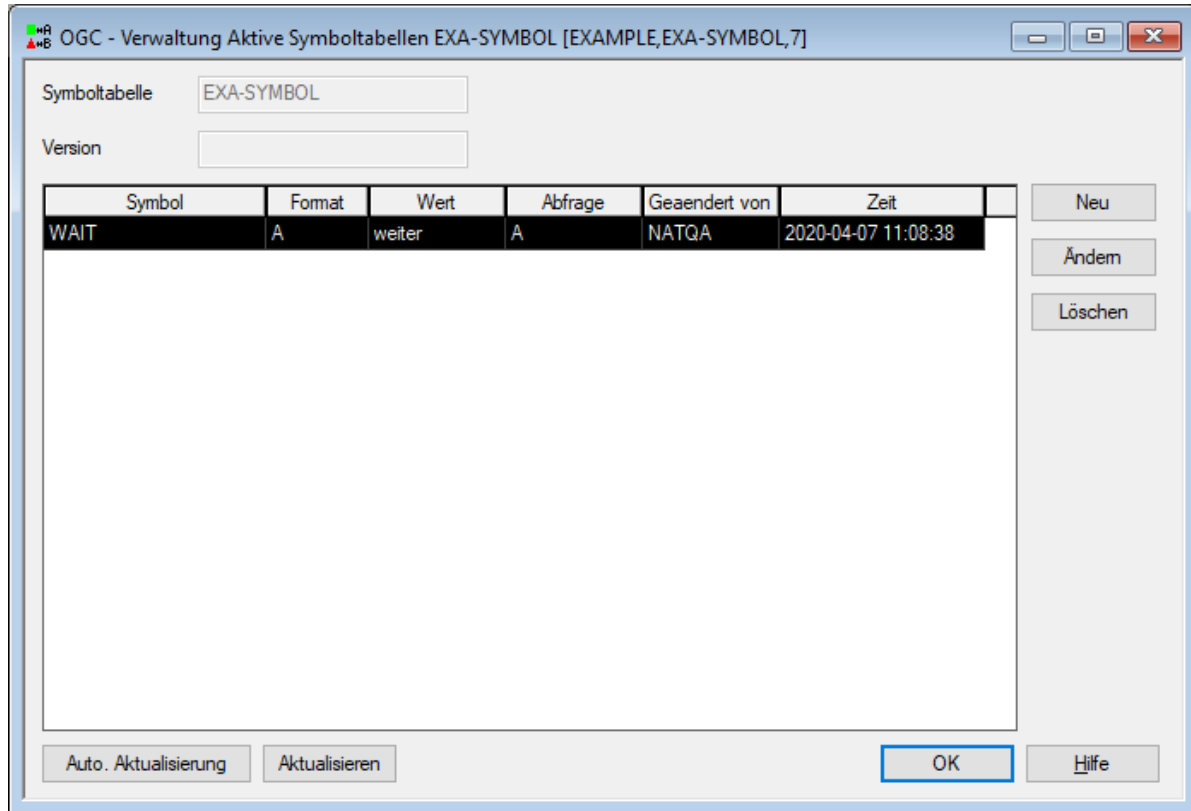 OGC - Verwaltung Aktive Symboltabellen EXA-SYMBOL [EXAMPLE,EXA-SYMBOL,7]
Symboltabelle EXA-SYMBOL
Version
Symbol Format Wert Abfrage Geaendert von Zeit
WAIT A weiter A NATQA 2020-04-07 11:08:38
Neu
Ändern
Löschen
Auto. Aktualisierung Aktualisieren OK Hilfe